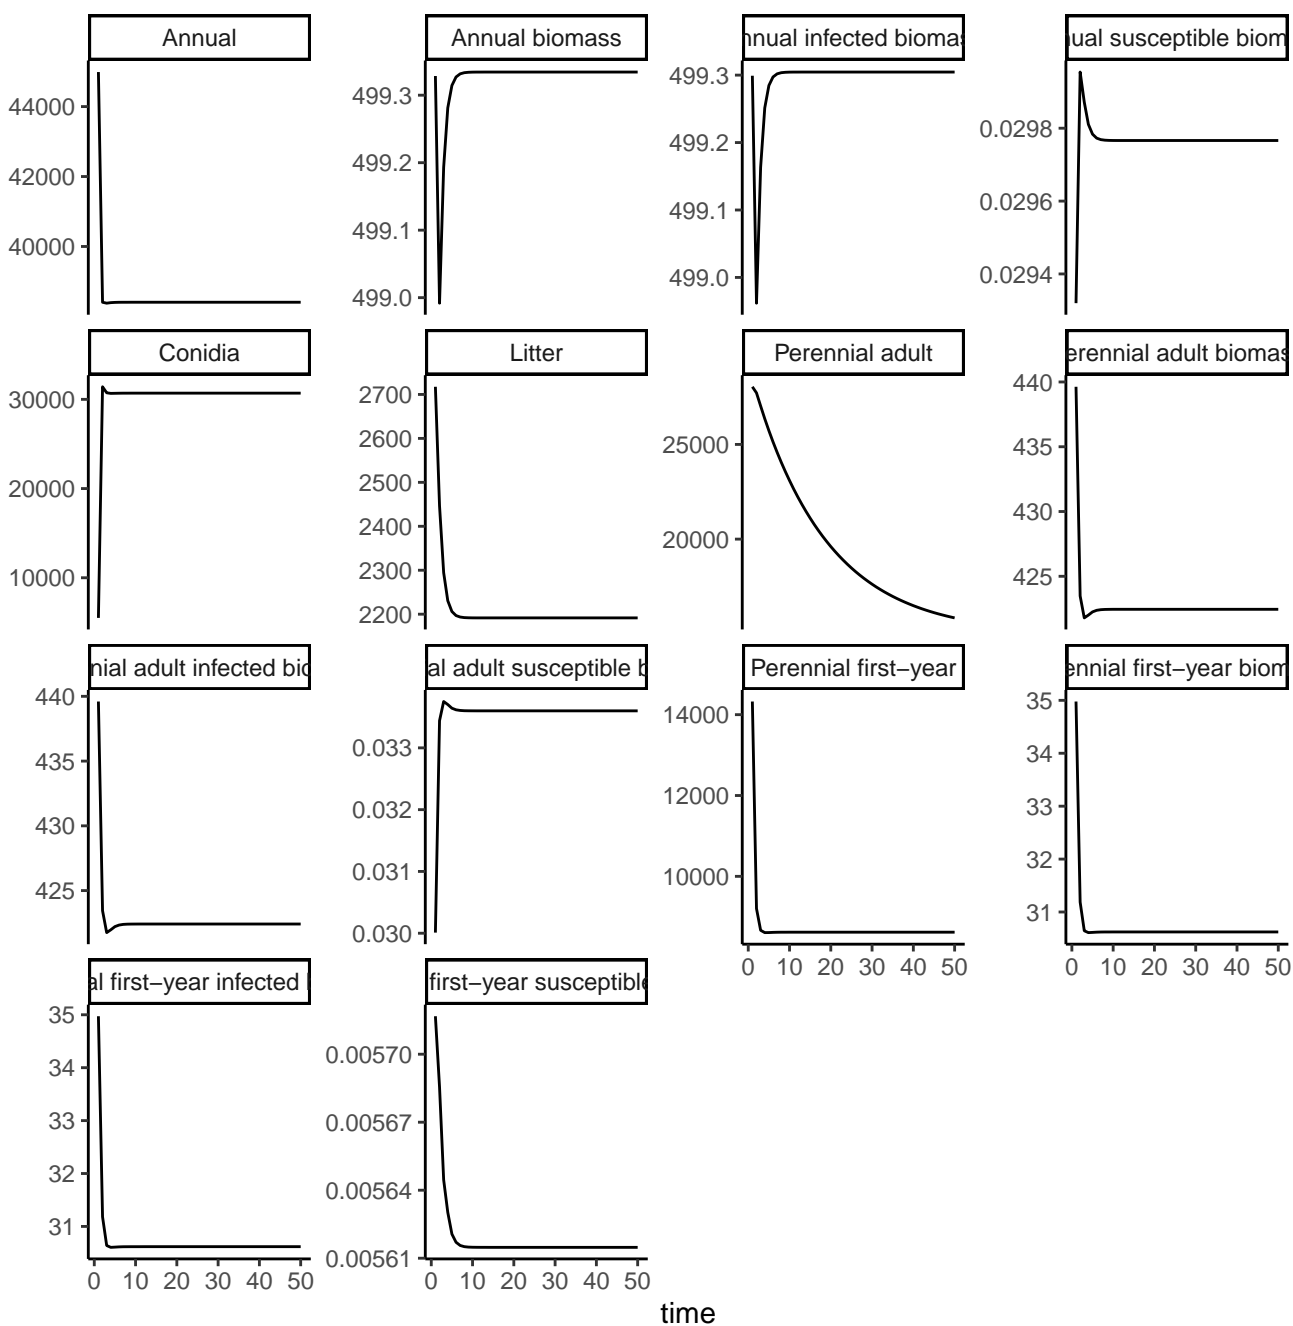 Annual
Annual biomass
nnual infected biomas
ual susceptible biom
44000
42000
40000
499.3
499.2
499.1
499.0
499.3
499.2
499.1
499.0
0.0298
0.0296
0.0294
Conidia
Litter
Perennial adult
erennial adult biomas
30000
20000
10000
2700
2600
2500
2400
2300
2200
25000
20000
440
435
430
425
nial adult infected bio
al adult susceptible b
Perennial first−year
ennial first−year biom
440
435
430
425
0.033
0.032
0.031
0.030
14000
12000
10000
35
34
33
32
31
0 10 20 30 40 50
0 10 20 30 40 50
al first−year infected
first−year susceptible
35
34
33
32
31
0.00570
0.00567
0.00564
0.00561
0 10 20 30 40 50
0 10 20 30 40 50
time